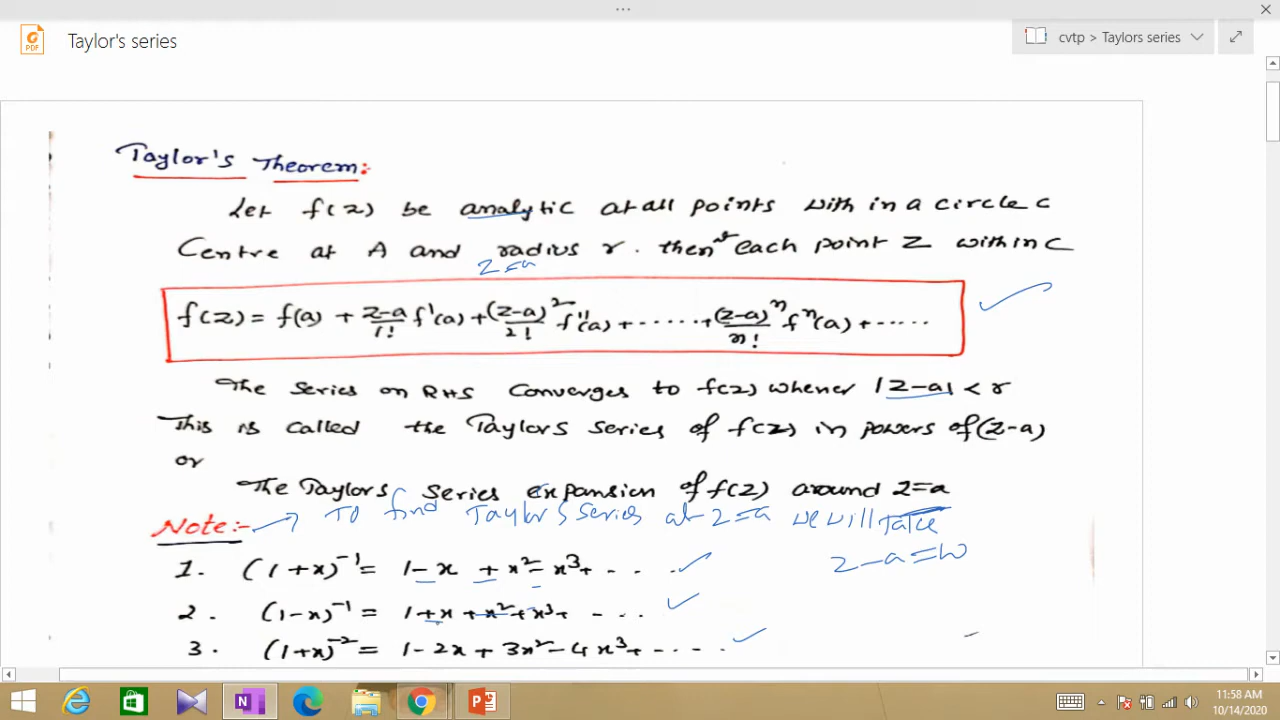 ...
Taylor's series
cvtp > Taylors series
Taylor's Theorem:
Let f(z) be analytic at all points with in a circle c
Centre at A and radius r. then at each point Z within C
z=a
f(z) = f(a) + z-a/1! f'(a) + (z-a)²/2! f''(a) + ...... + (z-a)ⁿ/n! fⁿ(a) + .....
The series on RHS Converges to f(z) whener |z-a| < r
This is called the Taylors series of f(z) in powers of (z-a)
or
The Taylors series expansion of f(z) around z=a
Note:- → To find Taylors series at z=a we will take
z-a=w
1. (1+x)⁻¹ = 1-x + x² - x³ + .....
2. (1-x)⁻¹ = 1+x+x²+x³+ .....
3. (1+x)⁻² = 1-2x+3x²-4x³+ .....
11:58 AM
10/14/2020